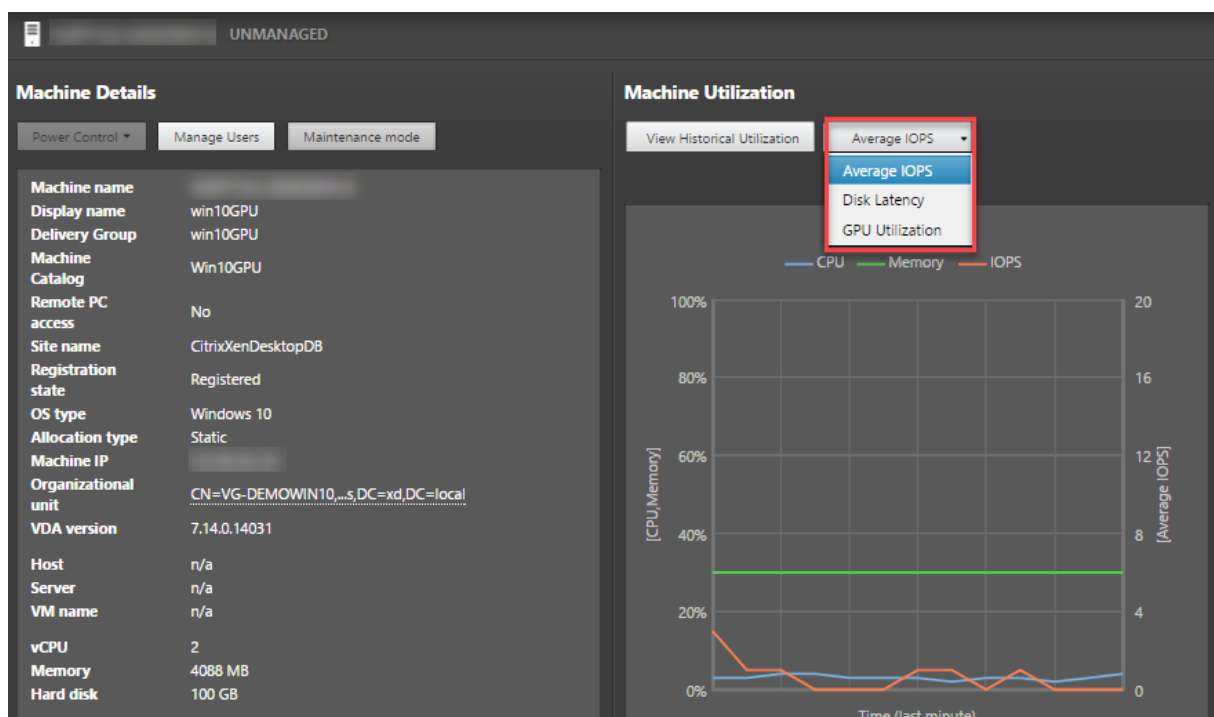 UNMANAGED
Machine Details
Power Control
Manage Users
Maintenance mode
Machine name
Display name win10GPU
Delivery Group win10GPU
Machine
Catalog
Win10GPU
Remote PC
access
No
Site name CitrixXenDesktopDB
Registration
state
Registered
OS type Windows 10
Allocation type Static
Machine IP
Organizational
unit
CN=VG-DEMOWIN10,...s,DC=xd,DC=local
VDA version 7.14.0.14031
Host n/a
Server n/a
VM name n/a
vCPU 2
Memory 4088 MB
Hard disk 100 GB
Machine Utilization
View Historical Utilization
Average IOPS
Average IOPS
Disk Latency
GPU Utilization
CPU Memory IOPS
100% 20
80% 16
60% 12
40% 8
20% 4
0% 0
[CPU,Memory]
[Average IOPS]
Time (last minute)